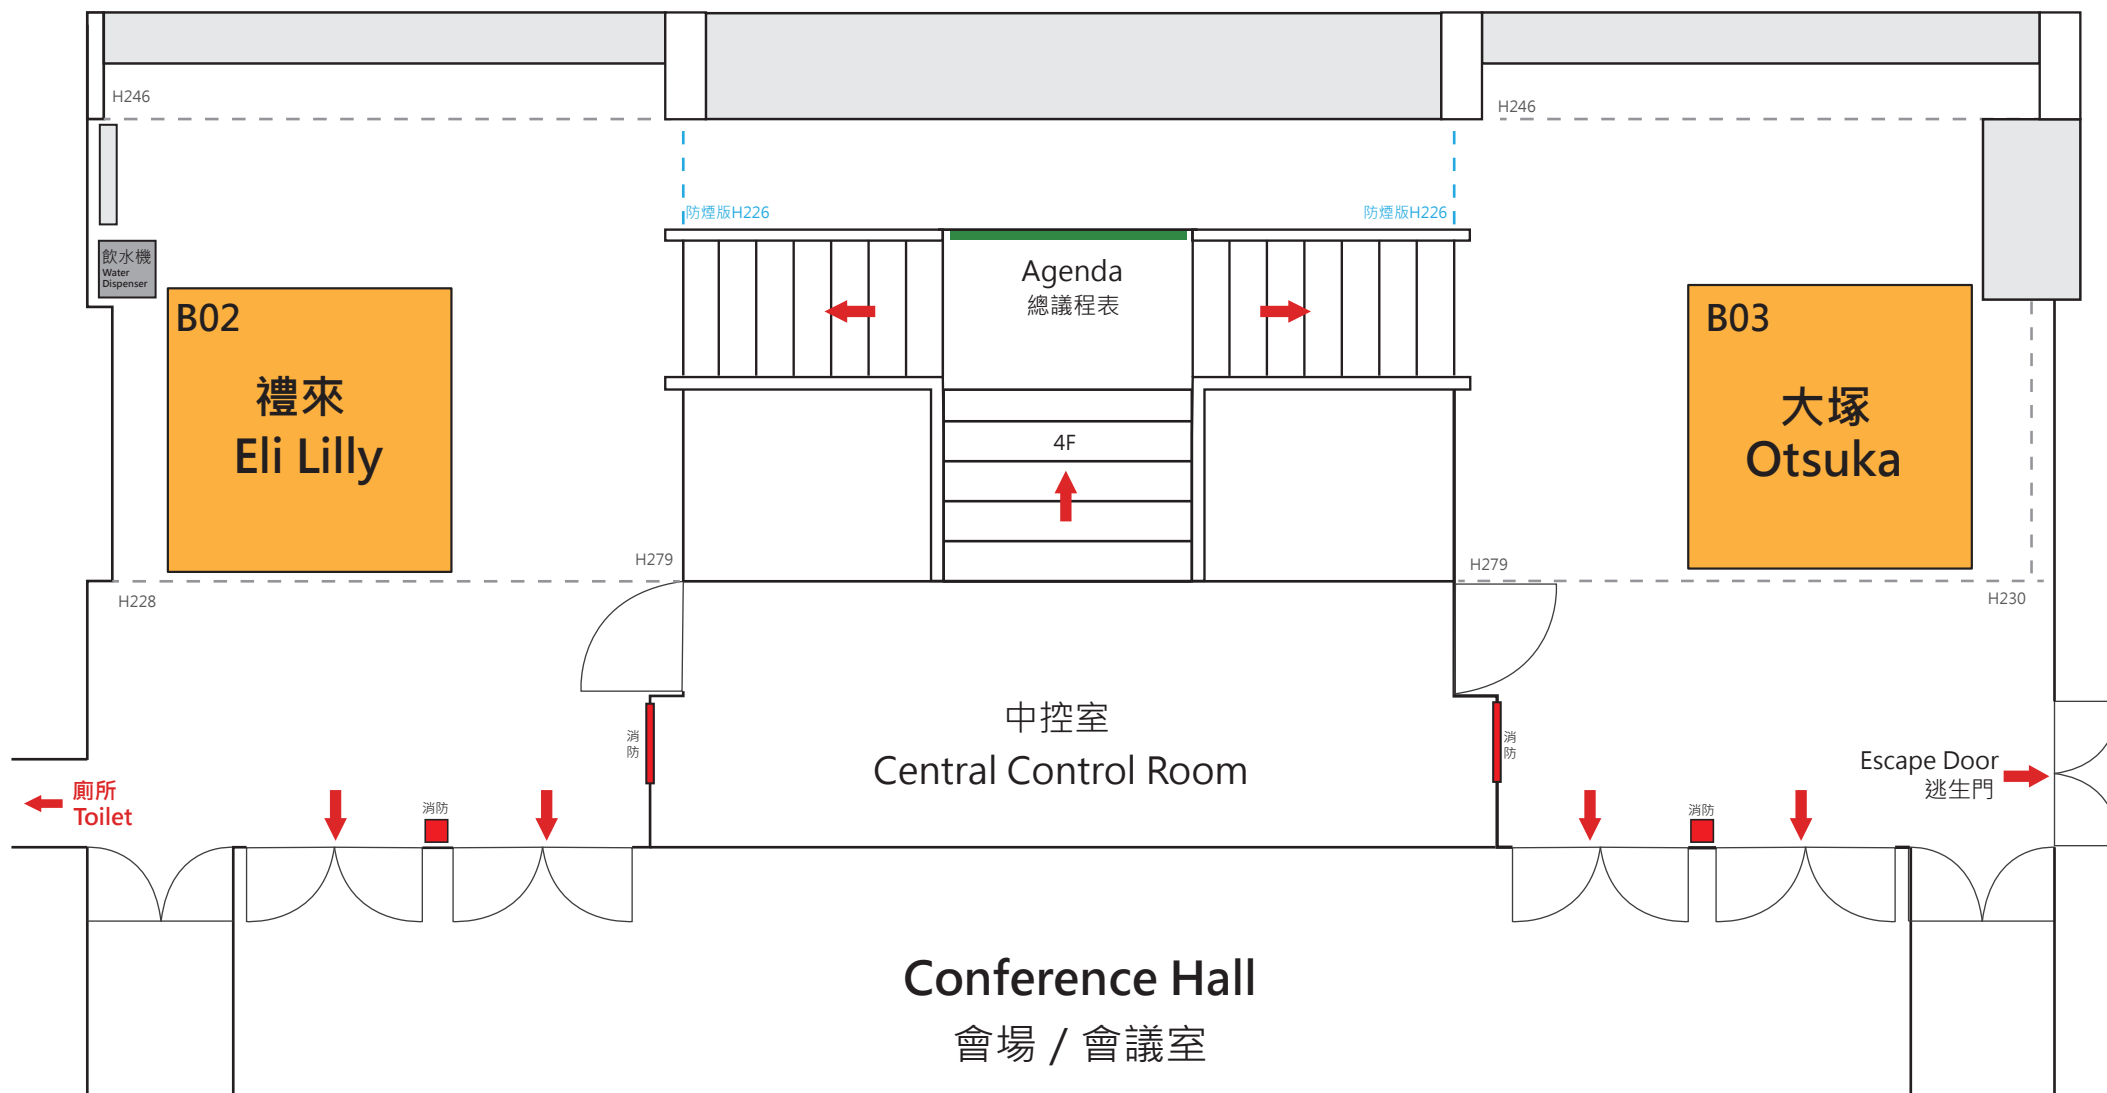 H246
H246
防煙版H226
防煙版H226
飲水機
Water
Dispenser
Agenda
總議程表
B02
禮來
Eli Lilly
B03
大塚
Otsuka
4F
H279
H279
H228
H230
中控室
Central Control Room
消
防
消
防
Escape Door
逃生門
廁所
Toilet
消防
消防
Conference Hall
會場 / 會議室